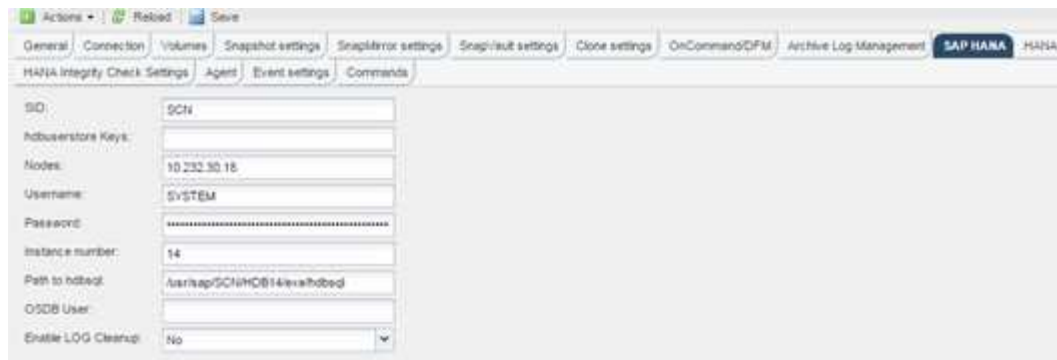 Actions Reload Save
General Connection Volumes Snapshot settings SnapMirror settings SnapVault settings Clone settings OnCommand/DFM Archive Log Management SAP HANA HANA
HANA Integrity Check Settings Agent Event settings Commands
SID: SCN
hdbuserstore Keys:
Nodes: 10.232.30.16
Username: SYSTEM
Password:
Instance number: 14
Path to hdbsql: /usr/sap/SCN/HDB14/exe/hdbsql
OSDB User:
Enable LOG Cleanup: No